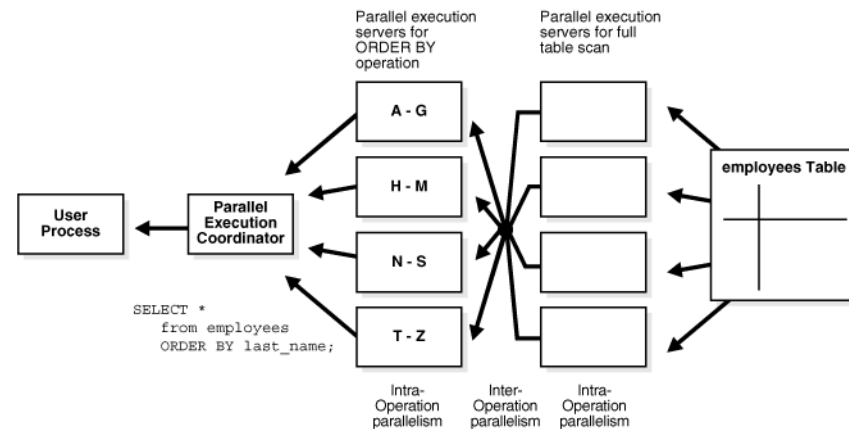 Parallel execution
servers for
ORDER BY
operation
Parallel execution
servers for full
table scan
A - G
H - M
N - S
T - Z
employees Table
User
Process
Parallel
Execution
Coordinator
SELECT *
from employees
ORDER BY last_name;
Intra-
Operation
parallelism
Inter-
Operation
parallelism
Intra-
Operation
parallelism